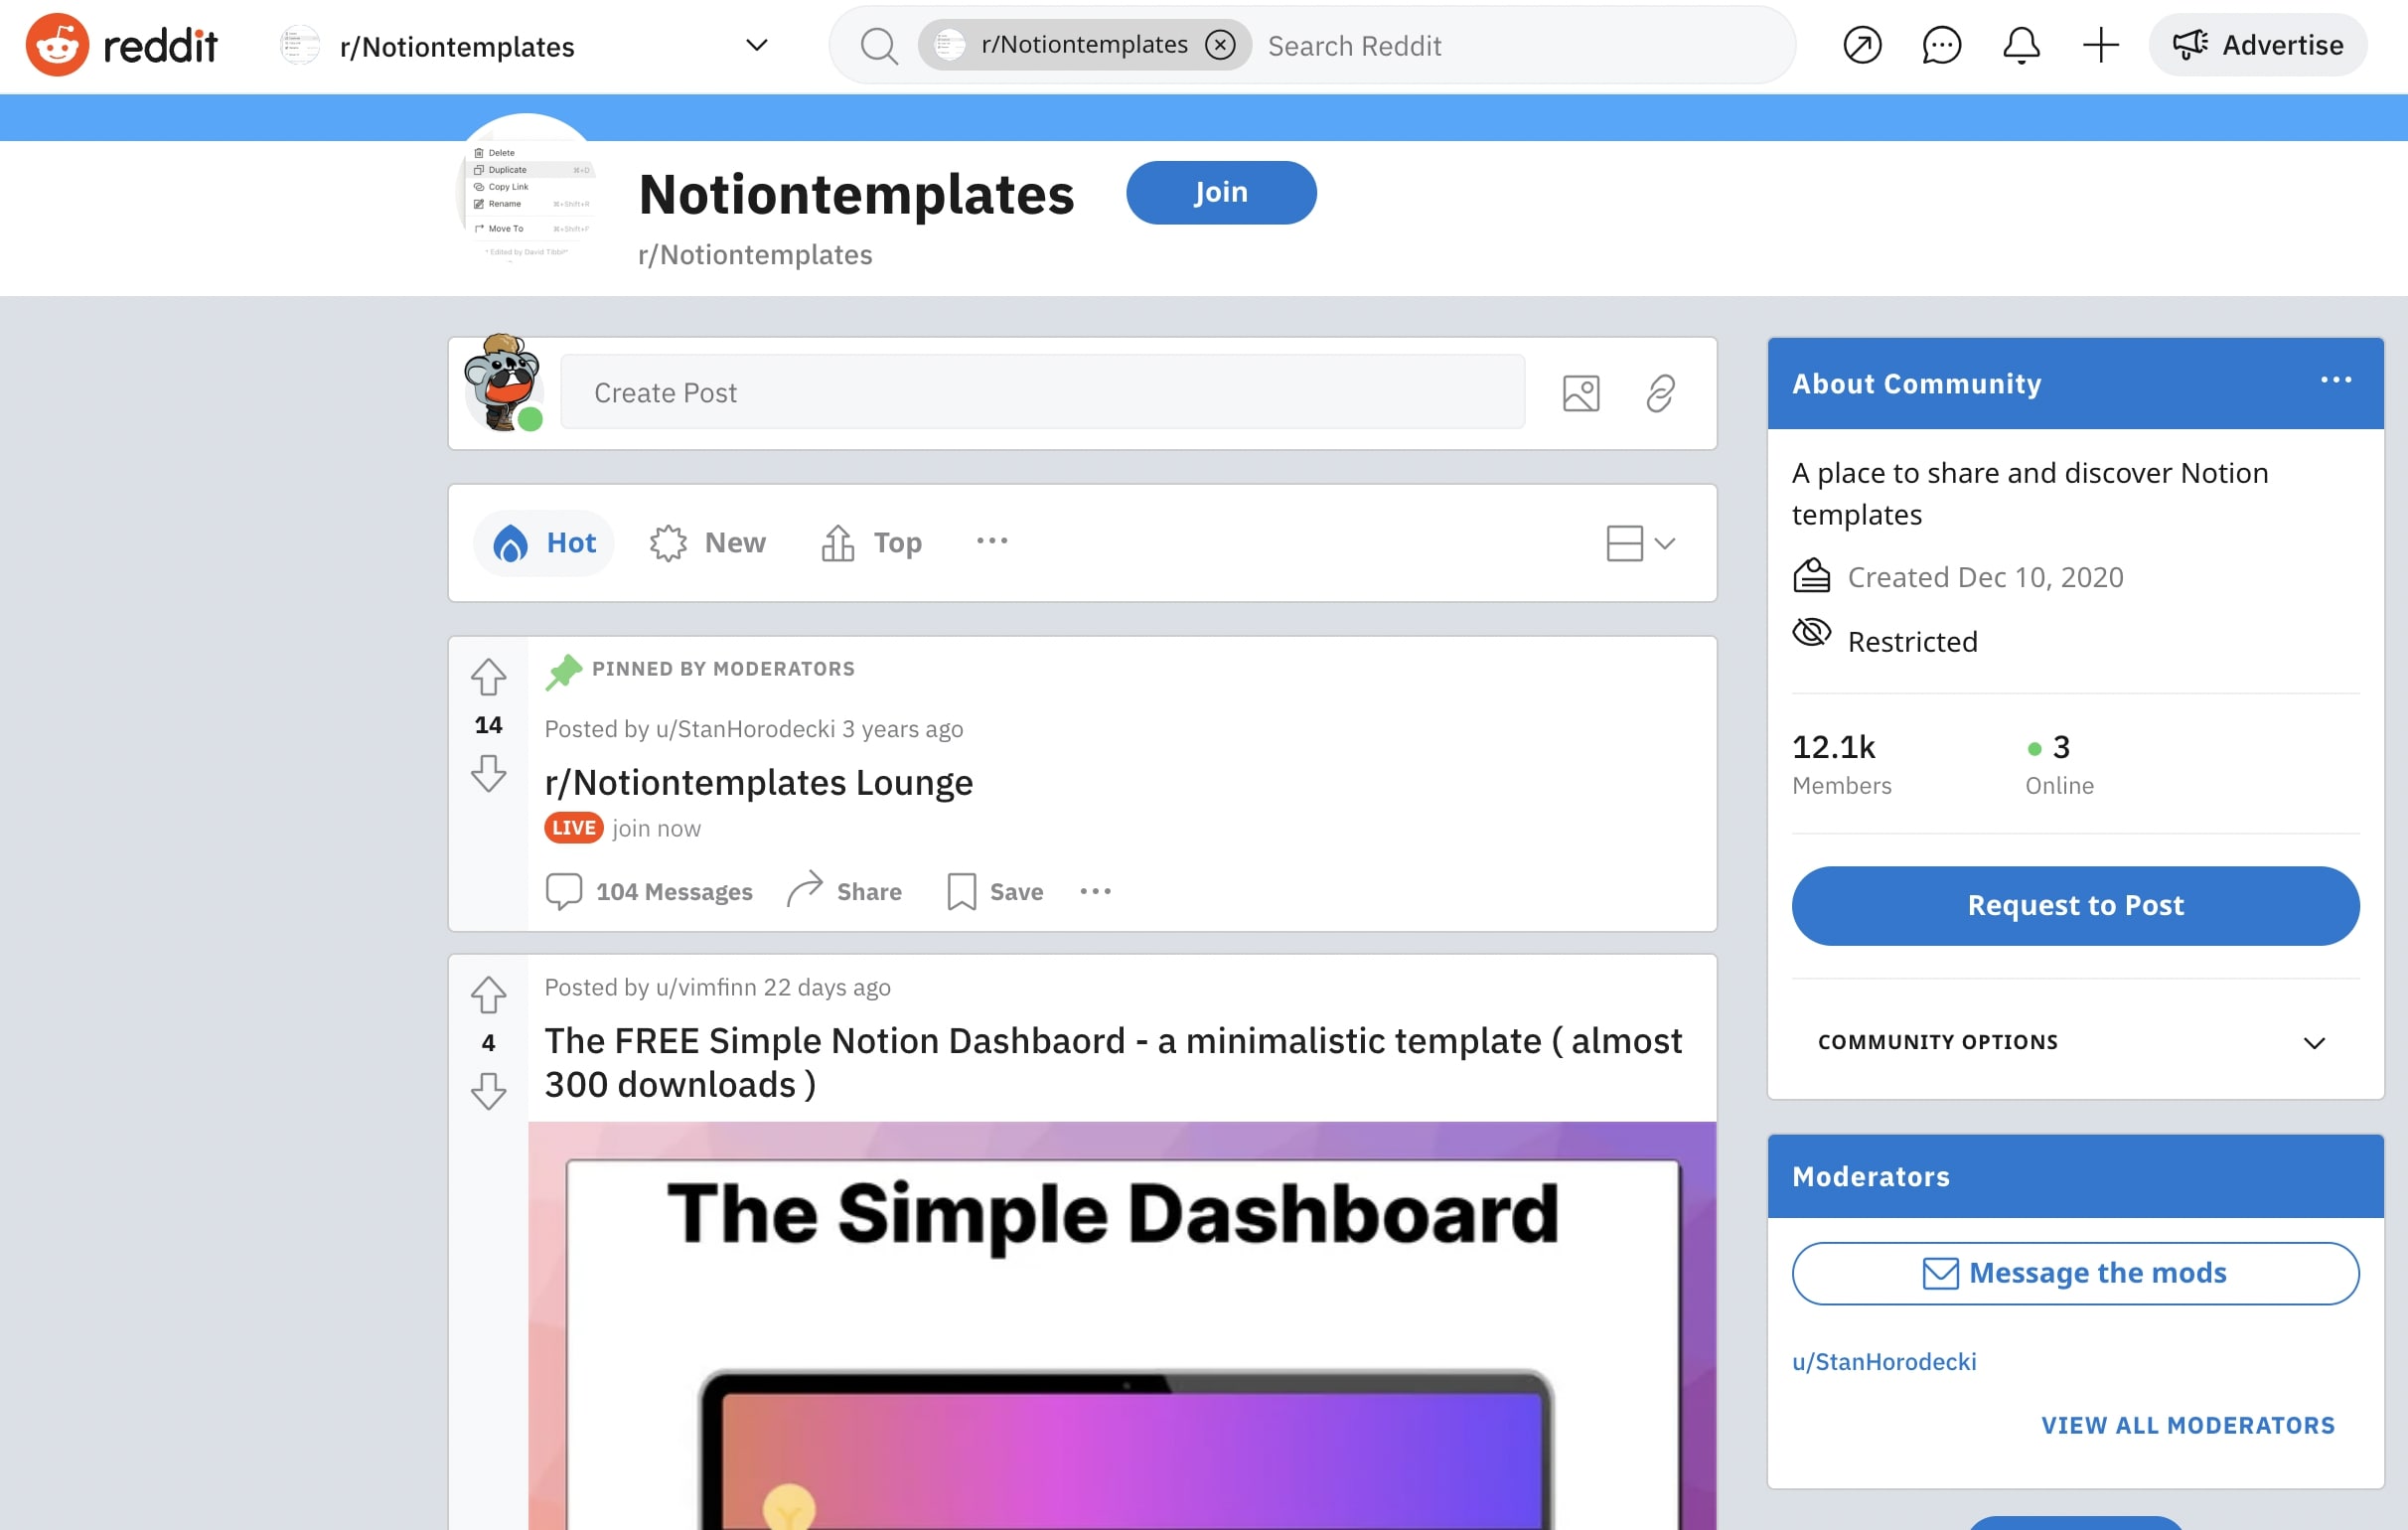 reddit
r/Notiontemplates
r/Notiontemplates
Search Reddit
Advertise
Delete
Duplicate ⌘+D
Copy Link
Rename ⌘+Shift+R
Move To
Notiontemplates
Join
r/Notiontemplates
Create Post
Hot
New
Top
PINNED BY MODERATORS
14
Posted by u/StanHorodecki 3 years ago
r/Notiontemplates Lounge
LIVE join now
104 Messages
Share
Save
4
Posted by u/vimfinn 22 days ago
The FREE Simple Notion Dashbaord - a minimalistic template ( almost
300 downloads )
The Simple Dashboard
About Community
A place to share and discover Notion
templates
Created Dec 10, 2020
Restricted
12.1k
Members
3
Online
Request to Post
COMMUNITY OPTIONS
Moderators
Message the mods
u/StanHorodecki
VIEW ALL MODERATORS